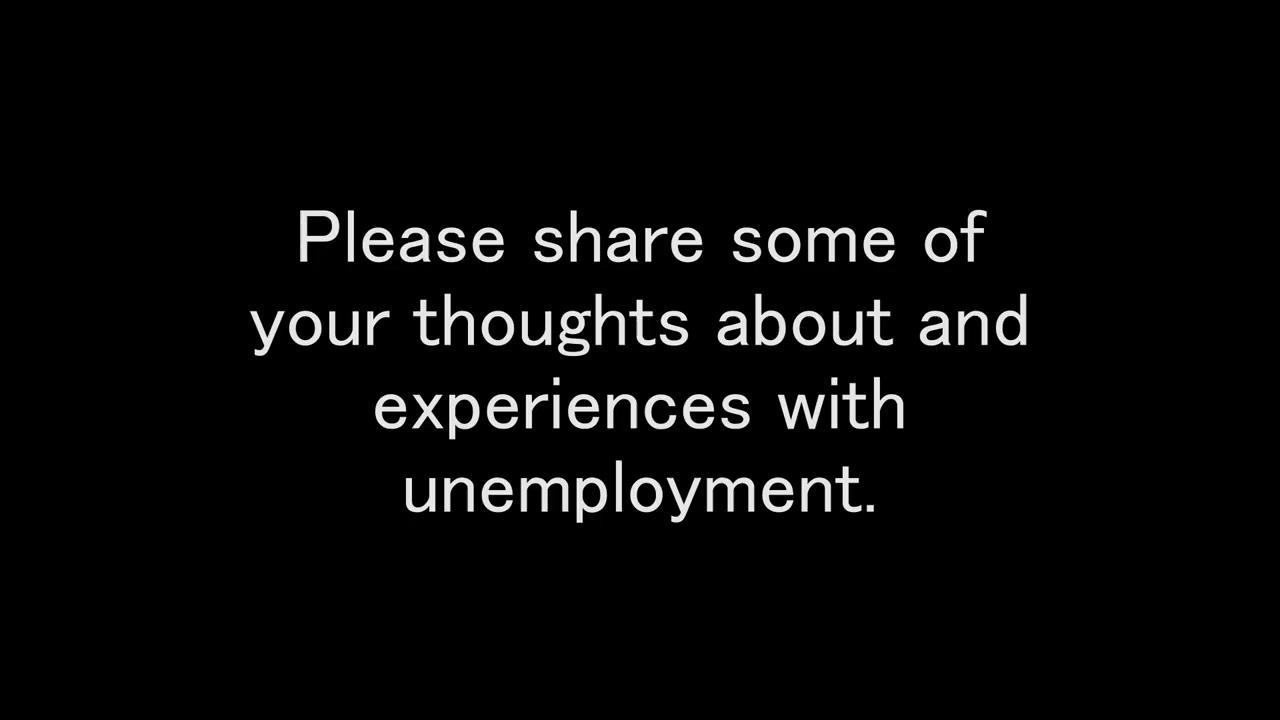 Please share some of
your thoughts about and
experiences with
unemployment.